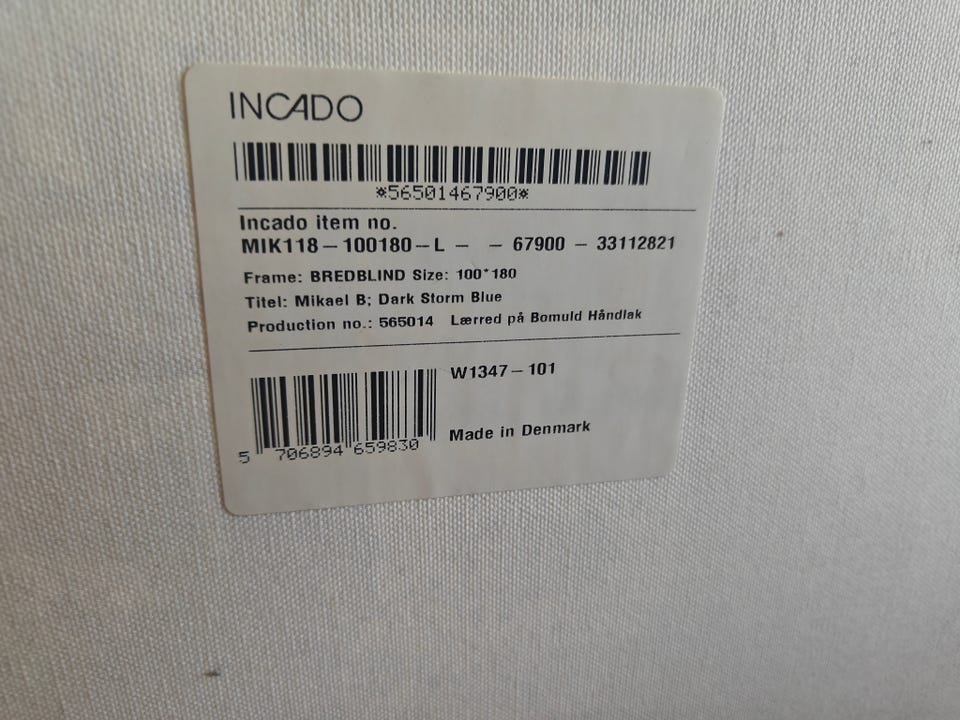 INCADO
*56501467900*
Incado item no.
MIK118-100180-L - - 67900 - 33112821
Frame: BREDBLIND Size: 100*180
Titel: Mikael B; Dark Storm Blue
Production no.: 565014 Lærred på Bomuld Håndlak
W1347-101
5 706894 659830
Made in Denmark